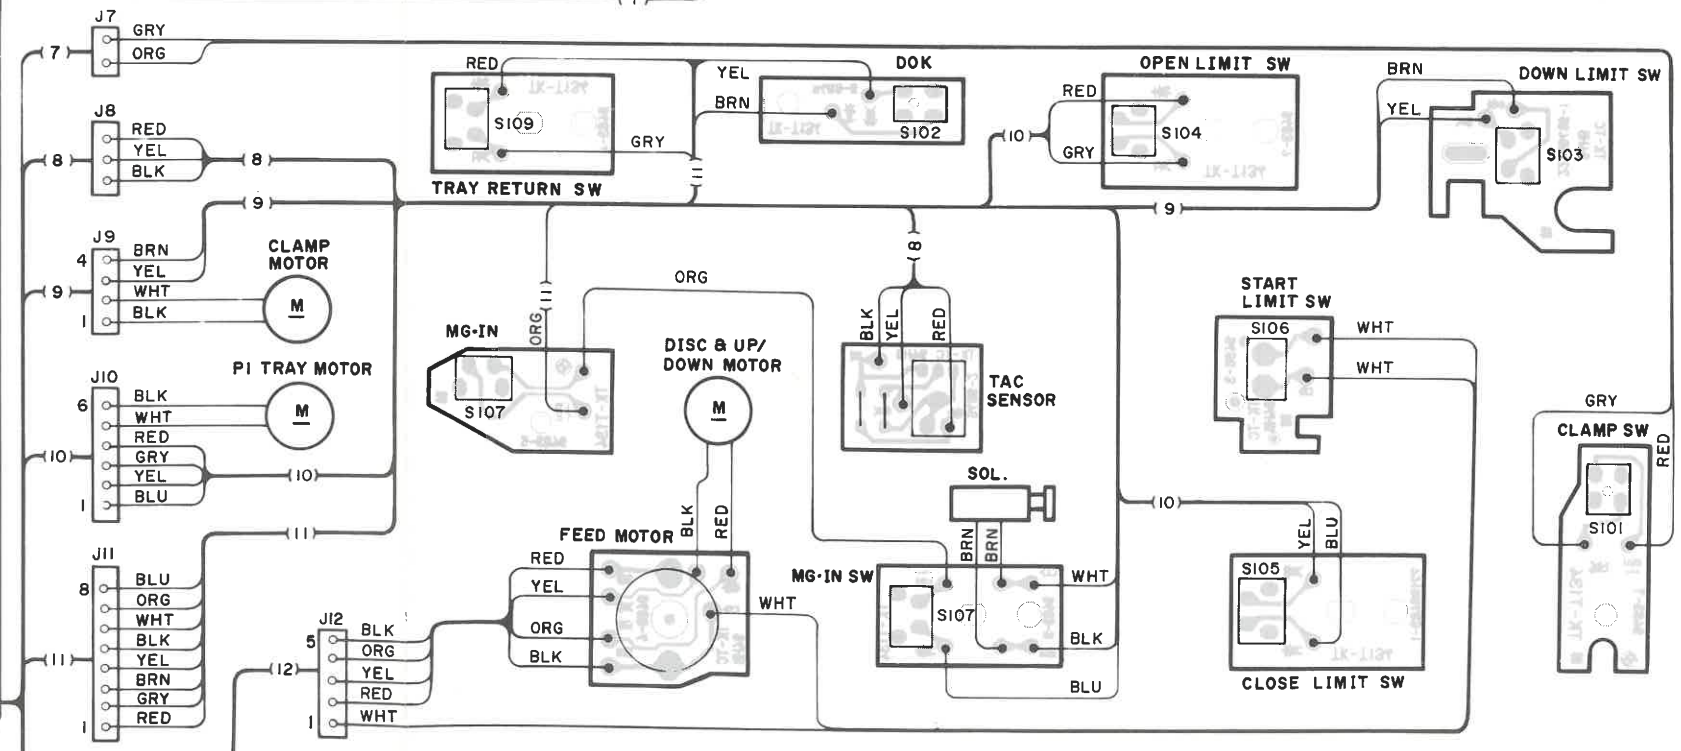 J7
GRY
ORG
(7)
J8
RED
YEL
BLK
(8)
(8)
J9
4
BRN
YEL
WHT
BLK
1
(9)
(9)
CLAMP
MOTOR
M
J10
6
BLK
WHT
RED
GRY
YEL
BLU
1
(10)
(10)
P1 TRAY MOTOR
M
J11
8
BLU
ORG
WHT
BLK
YEL
BRN
GRY
RED
1
(11)
(11)
J12
5
BLK
ORG
YEL
RED
WHT
1
(12)
RED
S109
GRY
TRAY RETURN SW
(11)
YEL
BRN
DOK
S102
OPEN LIMIT SW
RED
GRY
S104
(10)
BRN
YEL
DOWN LIMIT SW
S103
(9)
(11)
ORG
MG-IN
S107
ORG
DISC & UP/
DOWN MOTOR
M
BLK
RED
(8)
BLK
YEL
RED
TAC
SENSOR
START
LIMIT SW
S106
WHT
WHT
GRY
CLAMP SW
RED
S101
FEED MOTOR
RED
YEL
ORG
BLK
WHT
SOL.
BRN
BRN
MG-IN SW
S107
WHT
BLK
BLU
(10)
YEL
BLU
S105
CLOSE LIMIT SW